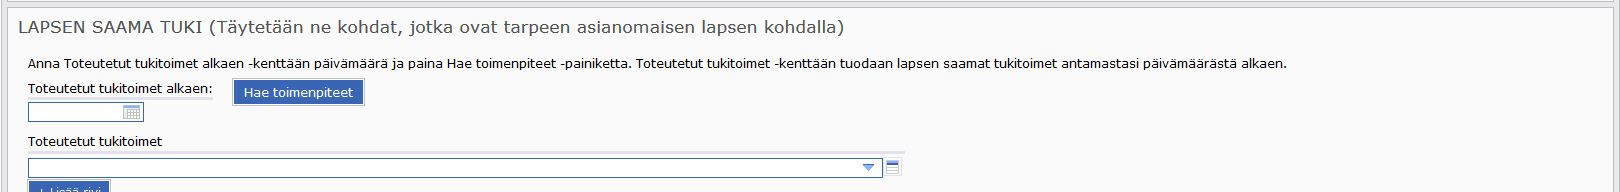 LAPSEN SAAMA TUKI (Täytetään ne kohdat, jotka ovat tarpeen asianomaisen lapsen kohdalla)
Anna Toteutetut tukitoimet alkaen -kenttään päivämäärä ja paina Hae toimenpiteet -painiketta. Toteutetut tukitoimet -kenttään tuodaan lapsen saamat tukitoimet antamastasi päivämäärästä alkaen.
Toteutetut tukitoimet alkaen:
Hae toimenpiteet
Toteutetut tukitoimet
+ Lisää rivi